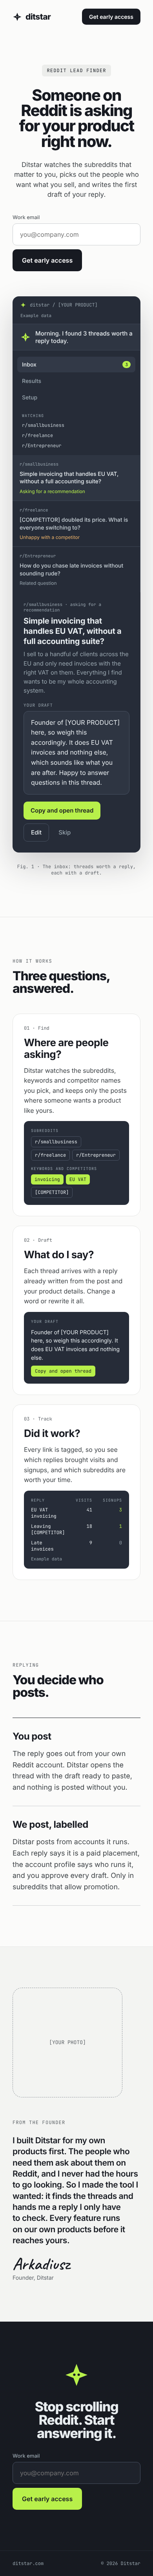 ditstar
Get early access
REDDIT LEAD FINDER
Someone on
Reddit is asking
for your product
right now.
Ditstar watches the subreddits that
matter to you, picks out the people who
want what you sell, and writes the first
draft of your reply.
Work email
you@company.com
Get early access
ditstar / [YOUR PRODUCT]
Example data
Morning. I found 3 threads worth a
reply today.
Inbox
3
Results
Setup
WATCHING
r/smallbusiness
r/freelance
r/Entrepreneur
r/smallbusiness
Simple invoicing that handles EU VAT,
without a full accounting suite?
Asking for a recommendation
r/freelance
[COMPETITOR] doubled its price. What is
everyone switching to?
Unhappy with a competitor
r/Entrepreneur
How do you chase late invoices without
sounding rude?
Related question
r/smallbusiness · asking for a
recommendation
Simple invoicing that
handles EU VAT, without a
full accounting suite?
I sell to a handful of clients across the
EU and only need invoices with the
right VAT on them. Everything I find
wants to be my whole accounting
system.
YOUR DRAFT
Founder of [YOUR PRODUCT]
here, so weigh this
accordingly. It does EU VAT
invoices and nothing else,
which sounds like what you
are after. Happy to answer
questions in this thread.
Copy and open thread
Edit
Skip
Fig. 1 · The inbox: threads worth a reply,
each with a draft.
HOW IT WORKS
Three questions,
answered.
01 · Find
Where are people
asking?
Ditstar watches the subreddits,
keywords and competitor names
you pick, and keeps only the posts
where someone wants a product
like yours.
SUBREDDITS
r/smallbusiness
r/freelance
r/Entrepreneur
KEYWORDS AND COMPETITORS
invoicing
EU VAT
[COMPETITOR]
02 · Draft
What do I say?
Each thread arrives with a reply
already written from the post and
your product details. Change a
word or rewrite it all.
YOUR DRAFT
Founder of [YOUR PRODUCT]
here, so weigh this accordingly. It
does EU VAT invoices and nothing
else.
Copy and open thread
03 · Track
Did it work?
Every link is tagged, so you see
which replies brought visits and
signups, and which subreddits are
worth your time.
REPLY VISITS SIGNUPS
EU VAT
invoicing
41 3
Leaving
[COMPETITOR]
18 1
Late
invoices
9 0
Example data
REPLYING
You decide who
posts.
You post
The reply goes out from your own
Reddit account. Ditstar opens the
thread with the draft ready to paste,
and nothing is posted without you.
We post, labelled
Ditstar posts from accounts it runs.
Each reply says it is a paid placement,
the account profile says who runs it,
and you approve every draft. Only in
subreddits that allow promotion.
[YOUR PHOTO]
FROM THE FOUNDER
I built Ditstar for my own
products first. The people who
need them ask about them on
Reddit, and I never had the hours
to go looking. So I made the tool I
wanted: it finds the threads and
hands me a reply I only have
to check. Every feature runs
on our own products before it
reaches yours.
Arkadiusz
Founder, Ditstar
Stop scrolling
Reddit. Start
answering it.
Work email
you@company.com
Get early access
ditstar.com
© 2026 Ditstar